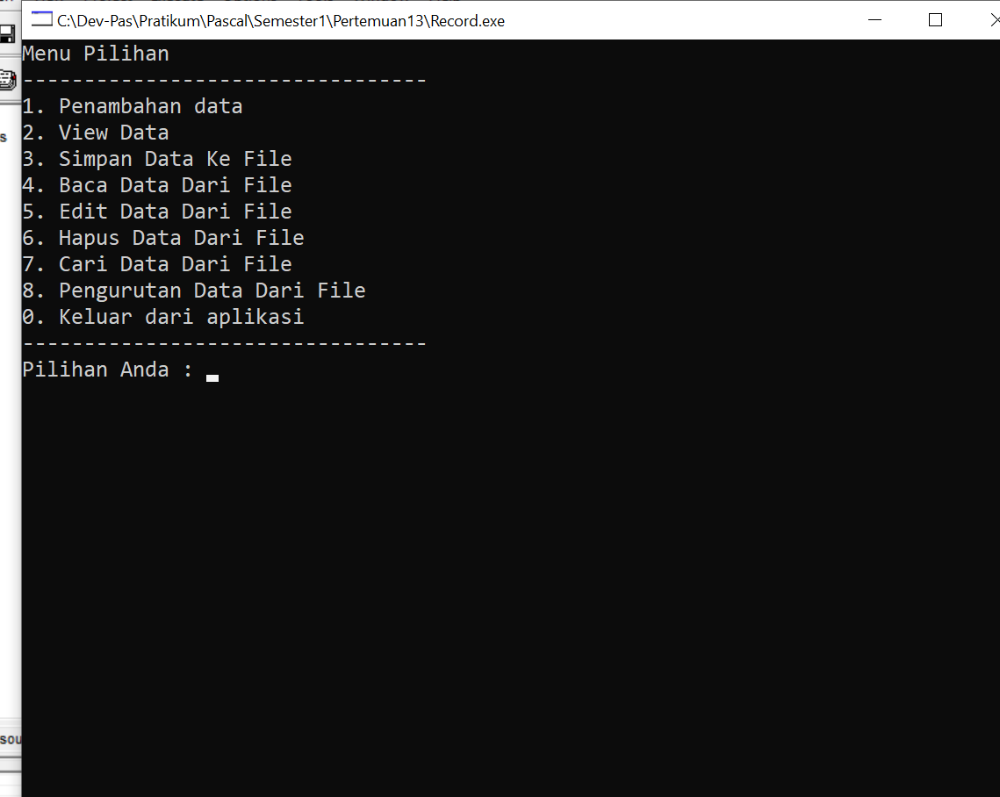 C:\Dev-Pas\Pratikum\Pascal\Semester1\Pertemuan13\Record.exe
Menu Pilihan
---------------------------------
1. Penambahan data
2. View Data
3. Simpan Data Ke File
4. Baca Data Dari File
5. Edit Data Dari File
6. Hapus Data Dari File
7. Cari Data Dari File
8. Pengurutan Data Dari File
0. Keluar dari aplikasi
---------------------------------
Pilihan Anda :
s
sou